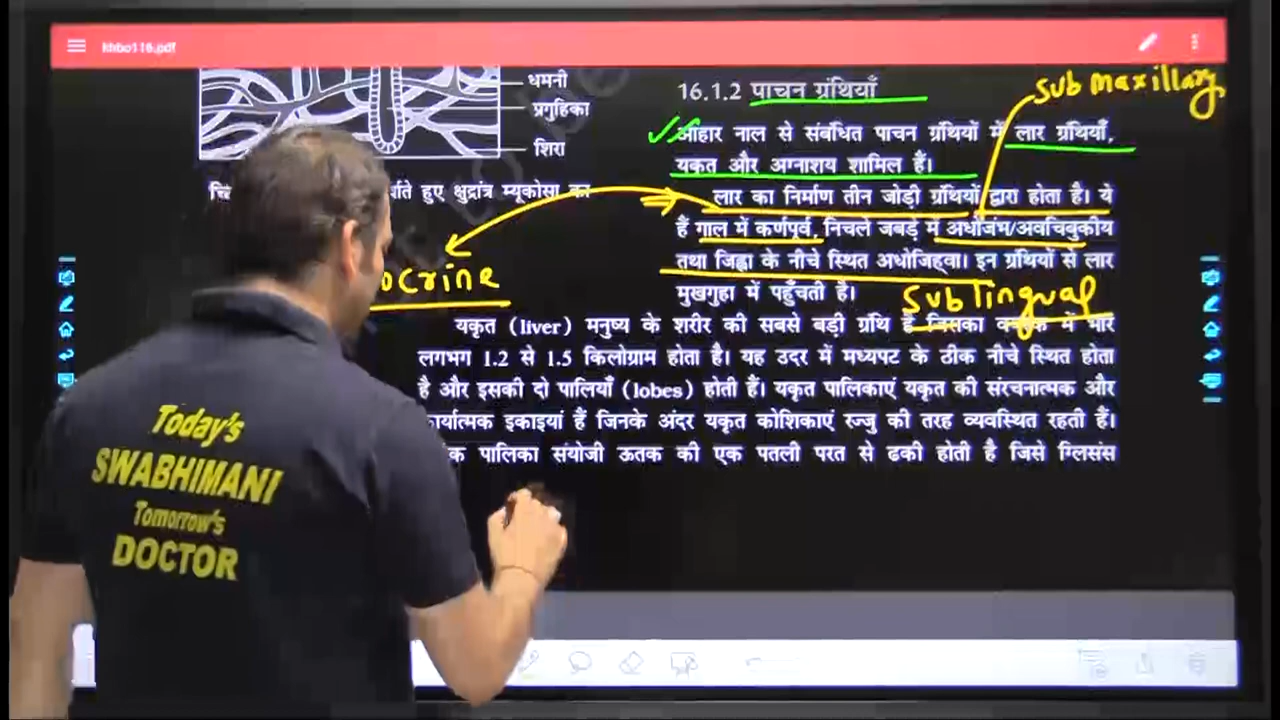 khbo116.pdf
धमनी
प्रगुहिका
शिरा
र्शाते हुए क्षुद्रांत्र म्यूकोसा का
16.1.2 पाचन ग्रंथियाँ
Sub maxillary
आहार नाल से संबंधित पाचन ग्रंथियों में लार ग्रंथियाँ,
यकृत और अग्नाशय शामिल हैं।
लार का निर्माण तीन जोड़ी ग्रंथियों द्वारा होता है। ये
हैं गाल में कर्णपूर्व, निचले जबड़े में अधोजंभ/अवचिबुकीय
तथा जिह्वा के नीचे स्थित अधोजिह्वा। इन ग्रंथियों से लार
मुखगुहा में पहुँचती है।
ocrine
Sublingual
यकृत (liver) मनुष्य के शरीर की सबसे बड़ी ग्रंथि है जिसका वयस्क में भार
लगभग 1.2 से 1.5 किलोग्राम होता है। यह उदर में मध्यपट के ठीक नीचे स्थित होता
है और इसकी दो पालियाँ (lobes) होती हैं। यकृत पालिकाएं यकृत की संरचनात्मक और
कार्यात्मक इकाइयां हैं जिनके अंदर यकृत कोशिकाएं रज्जु की तरह व्यवस्थित रहती हैं।
पालिका संयोजी ऊतक की एक पतली परत से ढकी होती है जिसे ग्लिसंस
Today's
SWABHIMANI
Tomorrow's
DOCTOR